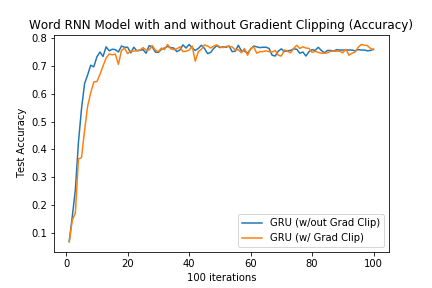 Word RNN Model with and without Gradient Clipping (Accuracy)
0.8
0.7
0.6
0.5
0.4
0.3
0.2
0.1
Test Accuracy
GRU (w/out Grad Clip)
GRU (w/ Grad Clip)
0 20 40 60 80 100
100 iterations